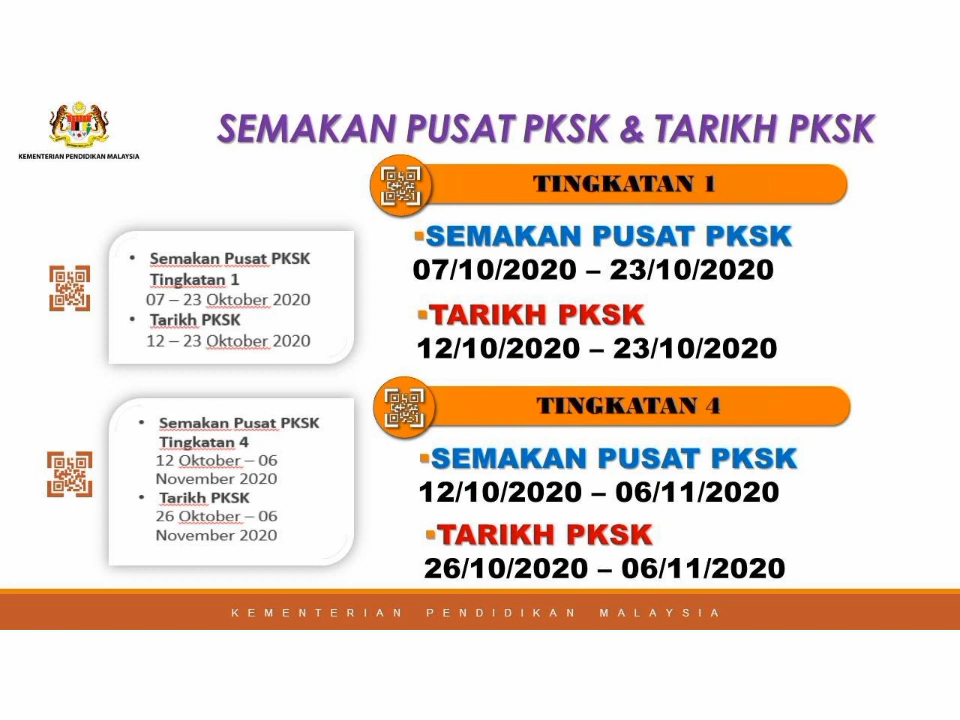 KEMENTERIAN PENDIDIKAN MALAYSIA
SEMAKAN PUSAT PKSK & TARIKH PKSK
• Semakan Pusat PKSK
Tingkatan 1
07 – 23 Oktober 2020
• Tarikh PKSK
12 – 23 Oktober 2020
TINGKATAN 1
▪SEMAKAN PUSAT PKSK
07/10/2020 – 23/10/2020
▪TARIKH PKSK
12/10/2020 – 23/10/2020
• Semakan Pusat PKSK
Tingkatan 4
12 Oktober – 06
November 2020
• Tarikh PKSK
26 Oktober – 06
November 2020
TINGKATAN 4
▪SEMAKAN PUSAT PKSK
12/10/2020 – 06/11/2020
▪TARIKH PKSK
26/10/2020 – 06/11/2020
KEMENTERIAN PENDIDIKAN MALAYSIA